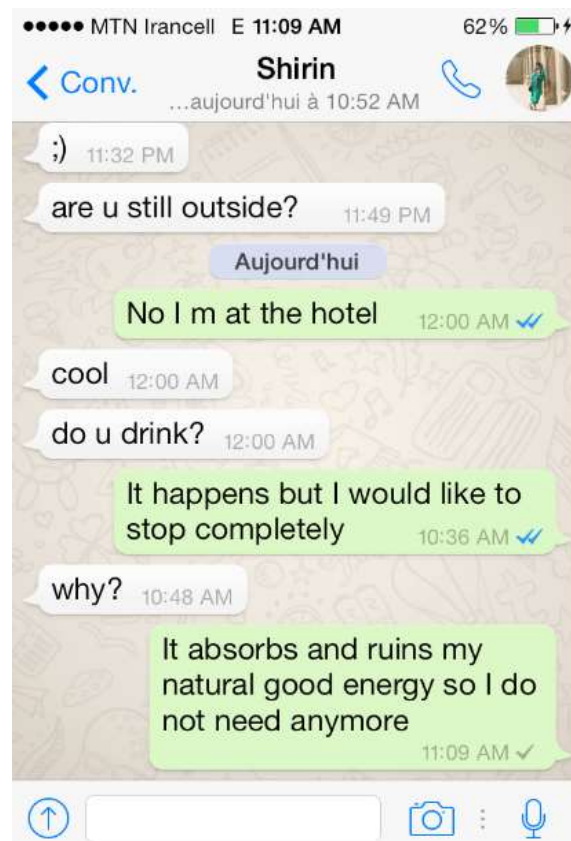 MTN Irancell E 11:09 AM 62%
Conv.
Shirin
...aujourd'hui à 10:52 AM
;) 11:32 PM
are u still outside? 11:49 PM
Aujourd'hui
No I m at the hotel 12:00 AM
cool 12:00 AM
do u drink? 12:00 AM
It happens but I would like to
stop completely 10:36 AM
why? 10:48 AM
It absorbs and ruins my
natural good energy so I do
not need anymore
11:09 AM